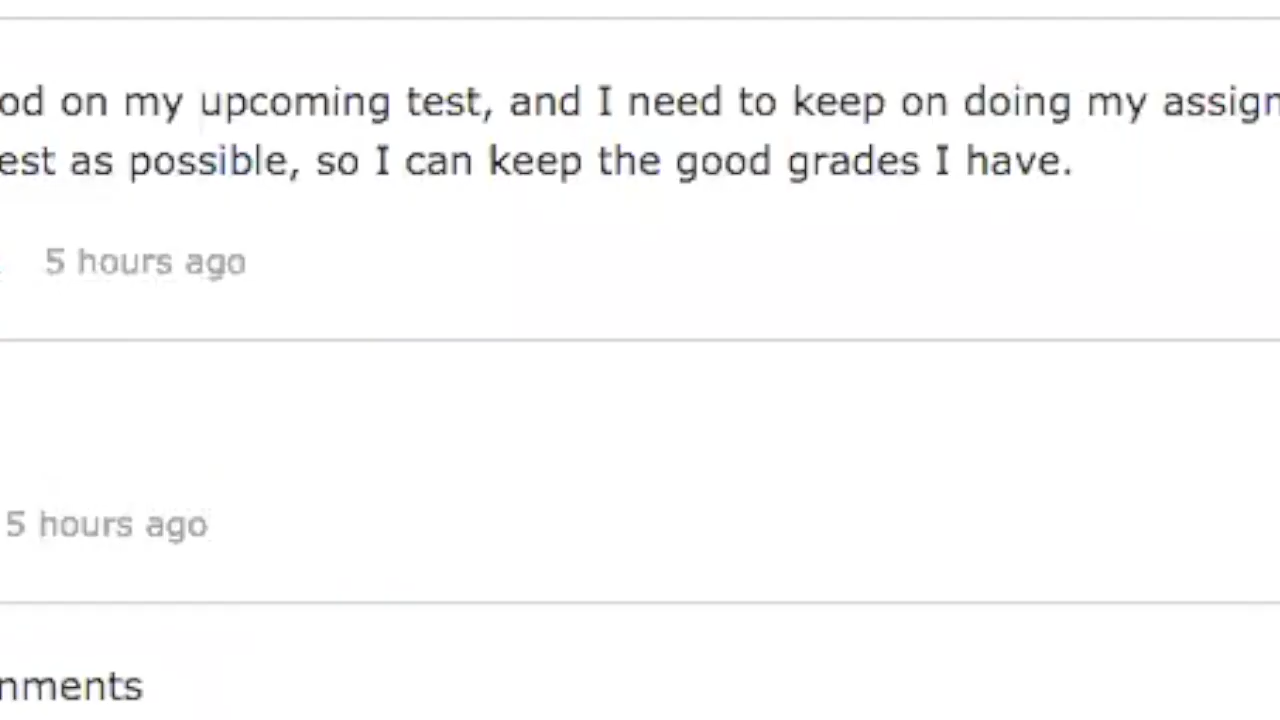 od on my upcoming test, and I need to keep on doing my assign
est as possible, so I can keep the good grades I have.
5 hours ago
5 hours ago
nments